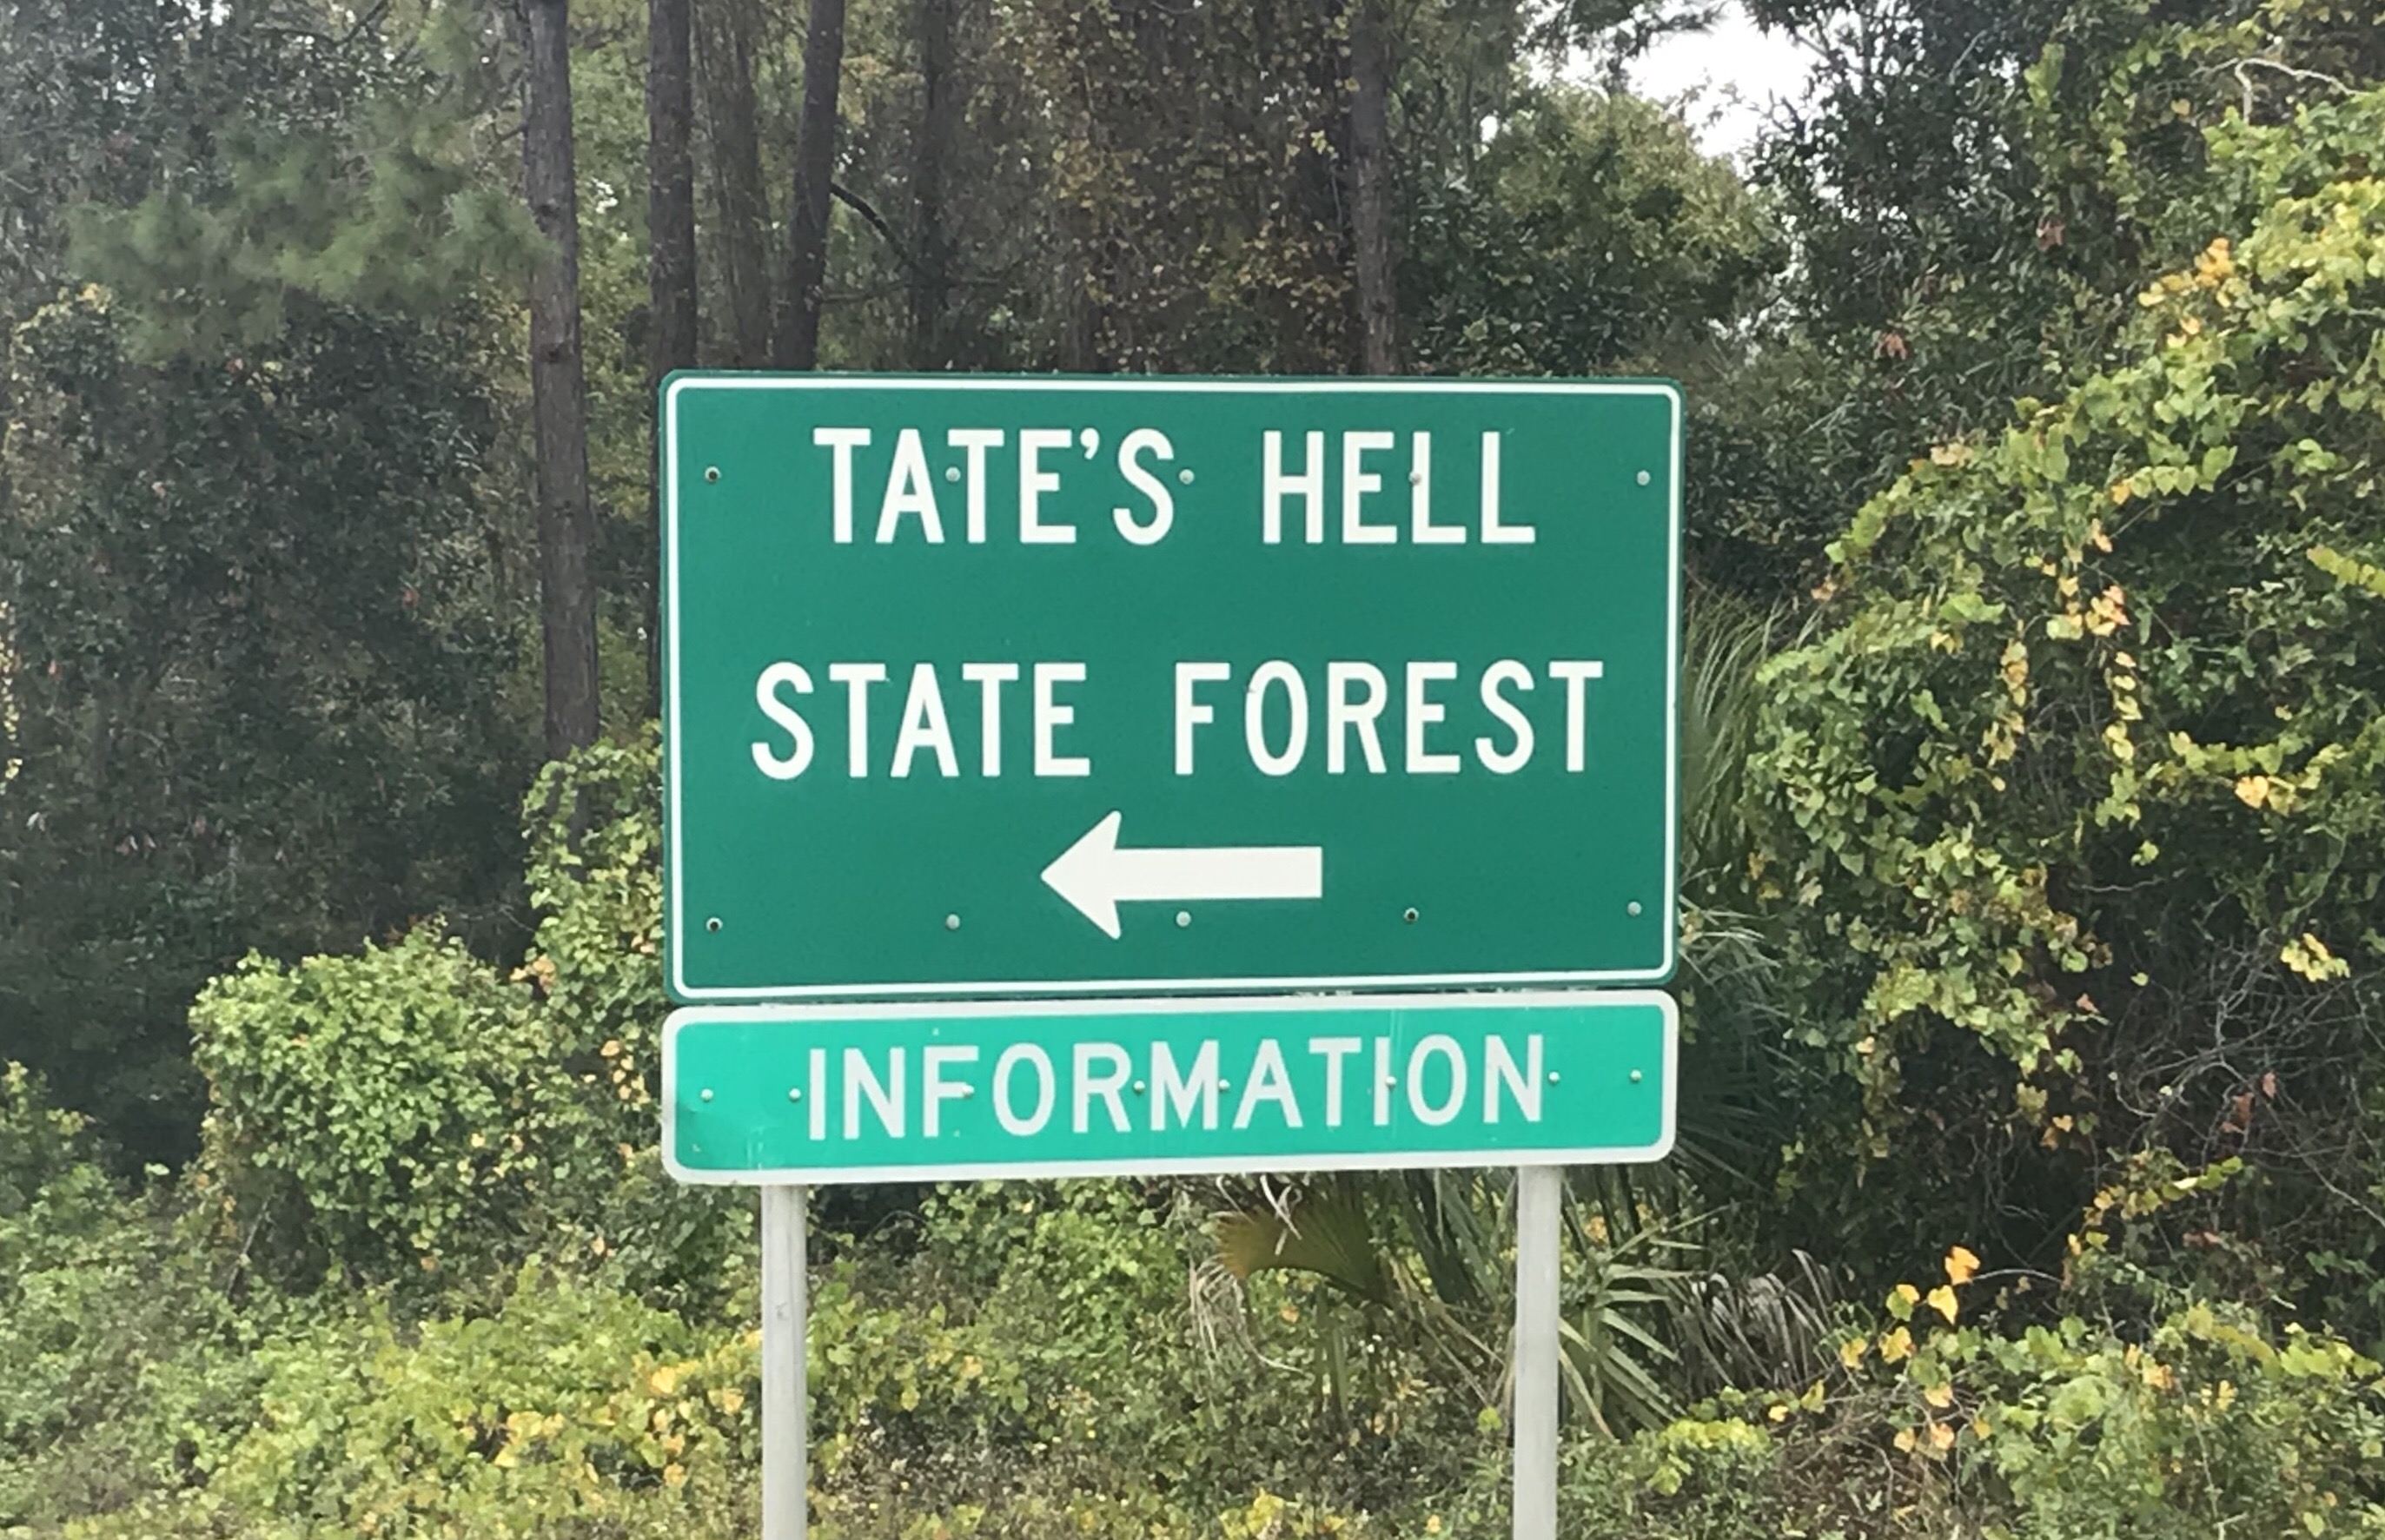 TATE'S HELL
STATE FOREST
INFORMATION